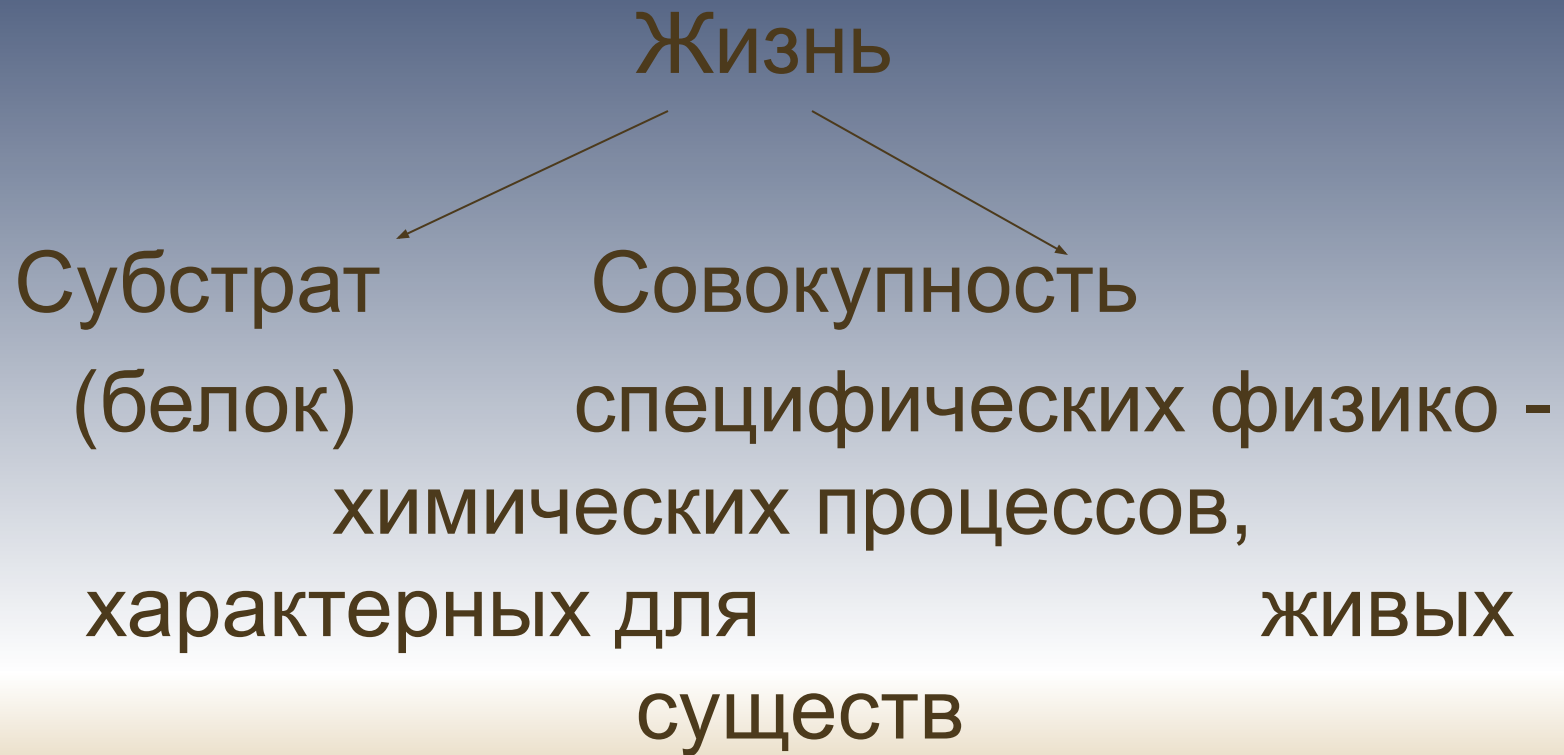 Жизнь
Субстрат Совокупность
(белок) специфических физико -
химических процессов,
характерных для живых
существ